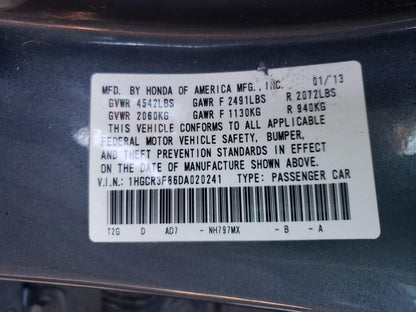 MFD. BY HONDA OF AMERICA MFG., INC. 01/13
GVWR 4542LBS GAWR F 2491LBS R 2072LBS
GVWR 2060KG GAWR F 1130KG R 940KG
THIS VEHICLE CONFORMS TO ALL APPLICABLE
FEDERAL MOTOR VEHICLE SAFETY, BUMPER,
AND THEFT PREVENTION STANDARDS IN EFFECT
ON THE DATE OF MANUFACTURE SHOWN ABOVE.
V.I.N.: 1HGCR3F86DA020241 TYPE: PASSENGER CAR
T2G D AD7 - NH797MX - B - A